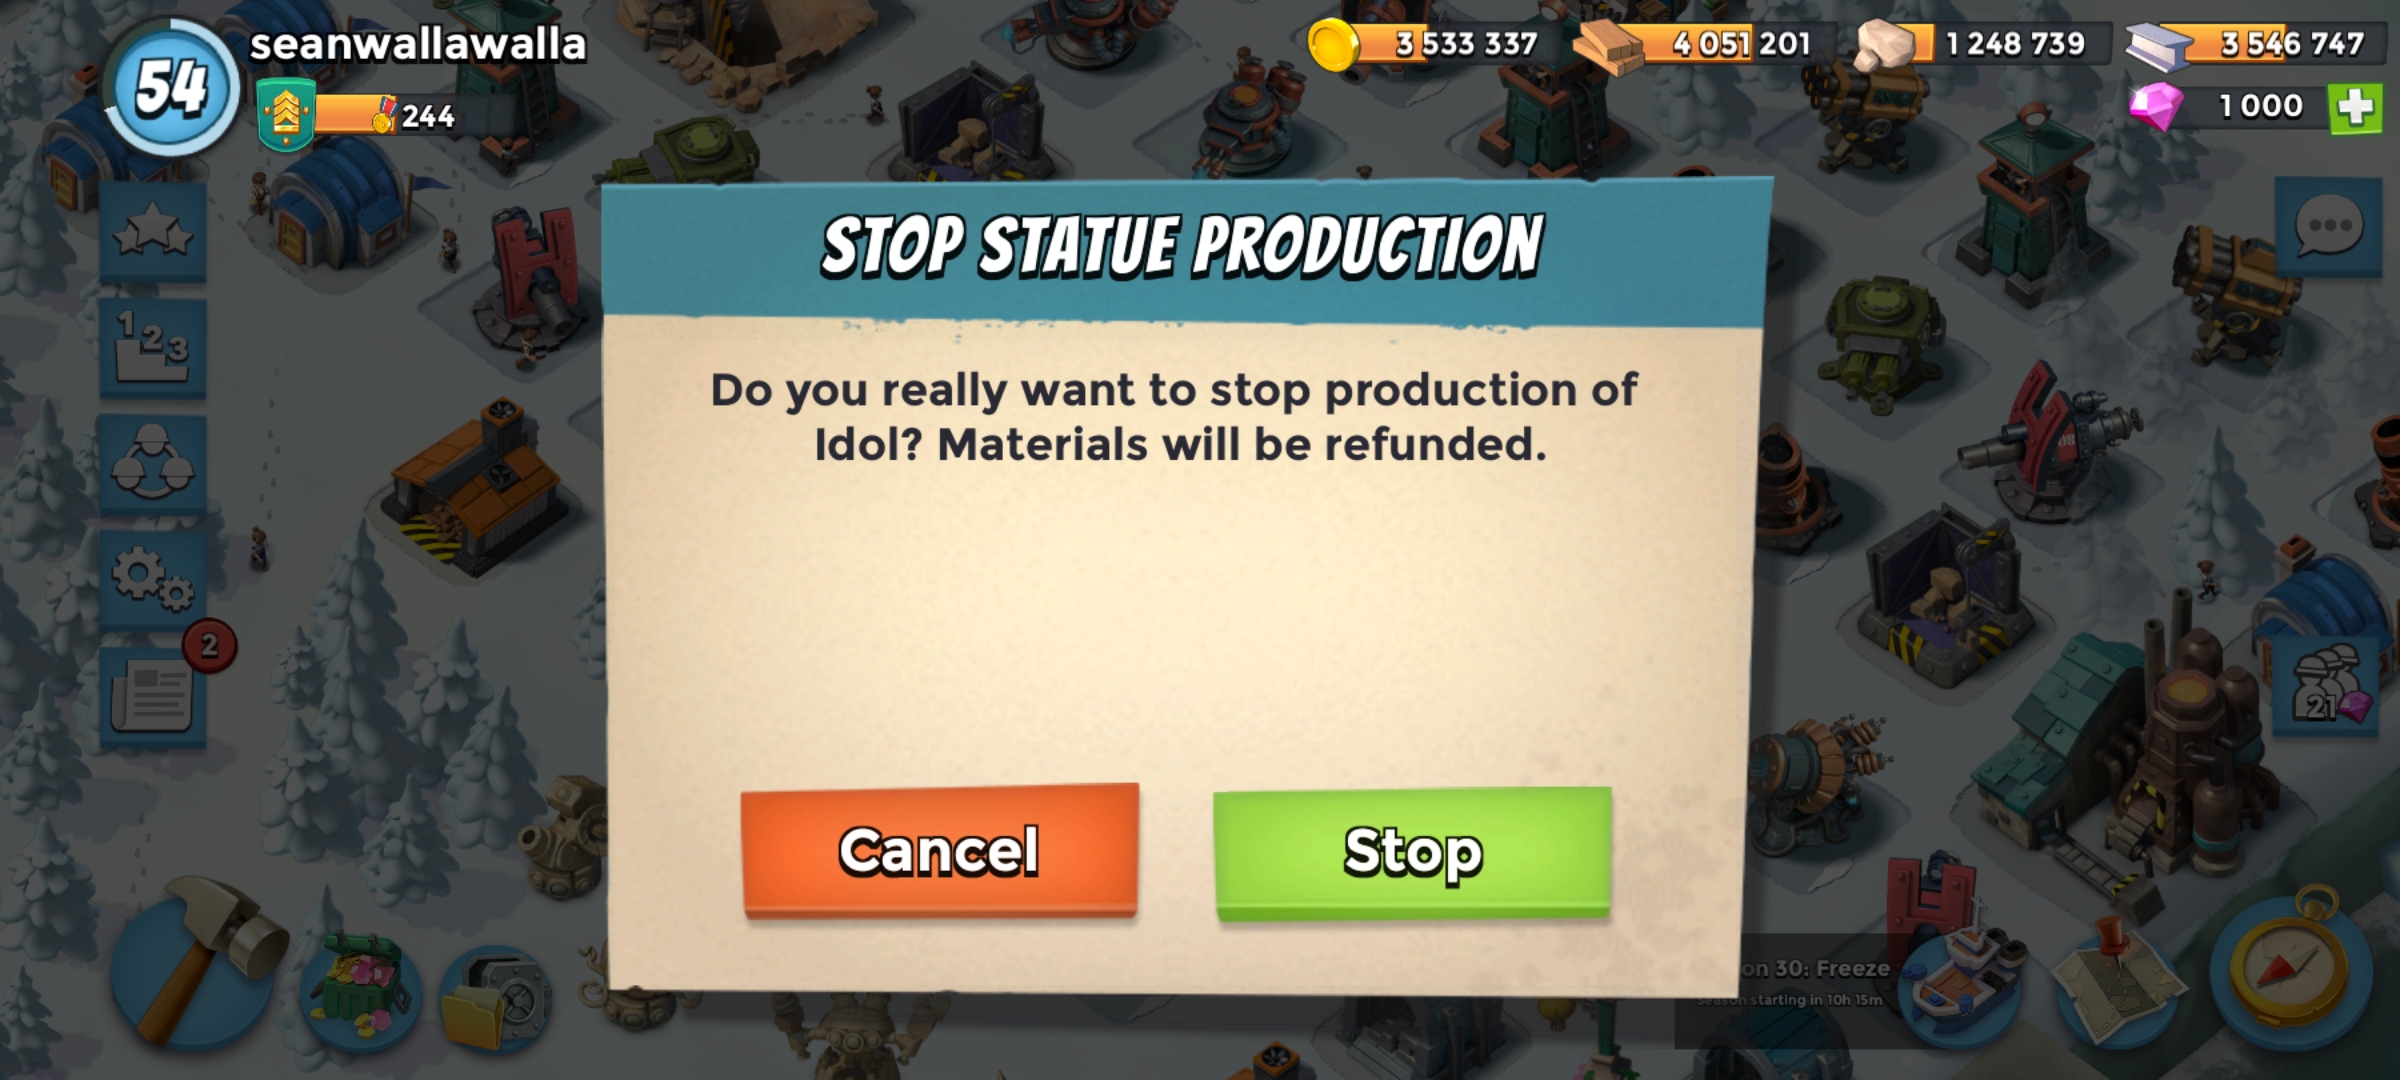 54
seanwallawalla
244
3 533 337
4 051 201
1 248 739
3 546 747
1 000
STOP STATUE PRODUCTION
Do you really want to stop production of
Idol? Materials will be refunded.
Cancel
Stop
1 2 3
2
21
on 30: Freeze
Season starting in 10h 15m